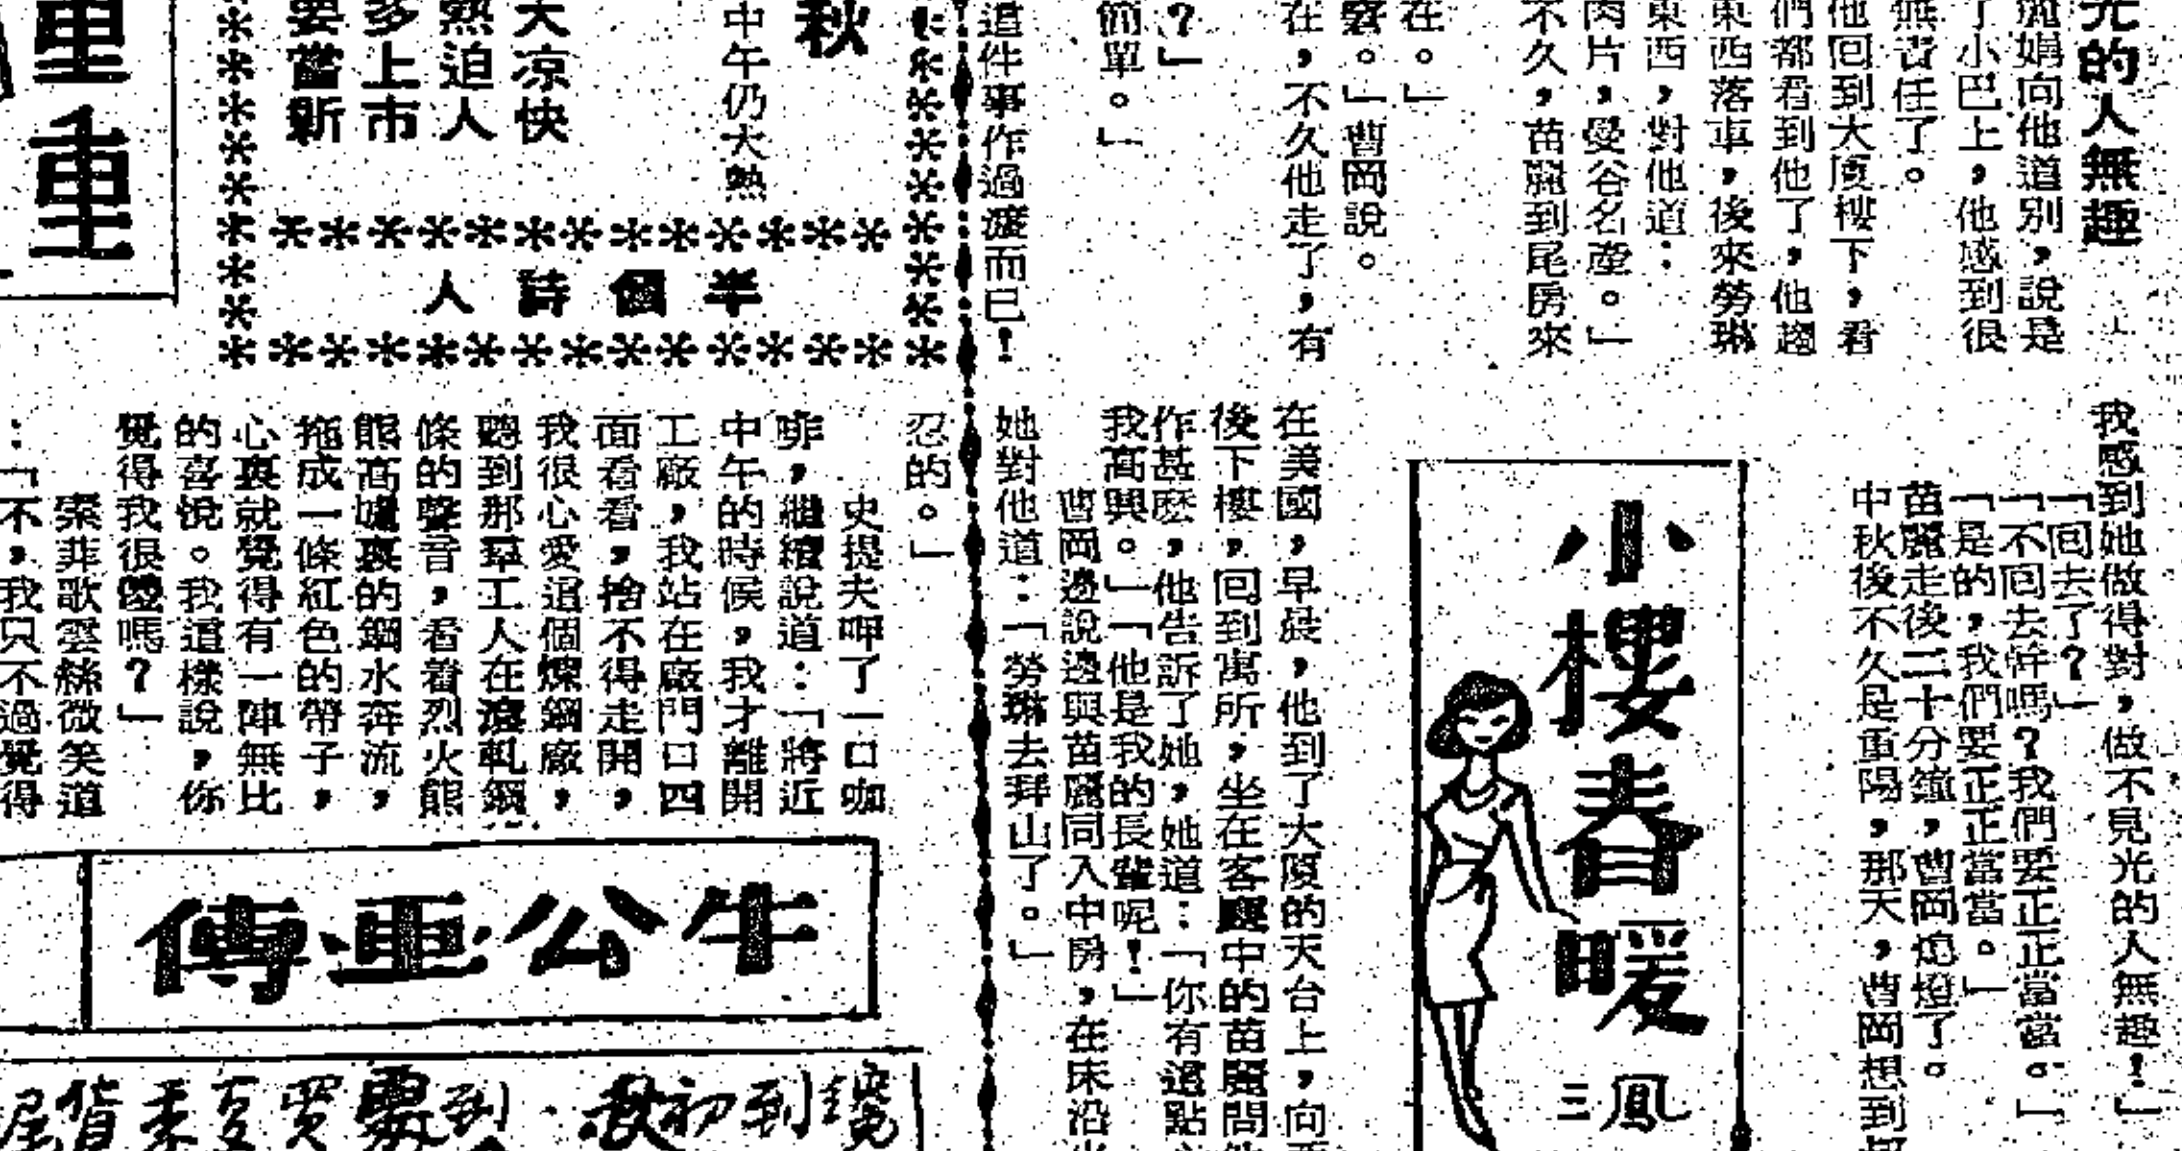 光的人無趣
向他道別，說是
了小巴上，他感到很
無責任了。
他回到大廈樓下，看
們都看到他了，他趨
東西落車，後來勞琳
東西，對他道：
肉片，曼谷名產。」
不久，苗麗到尾房來
在。」
。」曹岡說。
在，不久他走了，有
？」
簡單。」
這件事作過渡而已！
我感到她做得對，做不見光的人無趣！」
「回去了？」
「不回去幹嗎？我們要正正當當。」
「是的，我們要正正當當。」
苗麗走後二十分鐘，曹岡熄燈了。
中秋後不久是重陽，那天，曹岡想到
小樓春暖
三鳳
在美國，早晨，他到了大廈的天台上，向
後下樓，回到寓所，坐在客廳中的苗麗問他
作甚麼，他告訴了她，她道：「你有這點
我高興。」「他是我的長輩呢！」
曹岡邊說邊與苗麗同入中房，在床沿
她對他道：「勞琳去拜山了。」
秋
中午仍大熱
天涼快
熱迫人
多上市
要當新
半個詩人
重
忍的。」
史提夫呷了一口咖
啡，繼續說道：「將近
中午的時候，我才離開
工廠，我站在廠門口四
面看看，捨不得走開，
我很心愛這個煉鋼廠，
聽到那羣工人在滾軋鋼
條的聲音，看着烈火熊
熊高爐裏的鋼水奔流，
拖成一條紅色的帶子，
心裏就覺得有一陣無比
的喜悅。我這樣說，你
覺得我很傻嗎？」
索菲歌雲絲微笑道
：「不，我只不過覺得
牛公亞傳
初到
到
買
貨